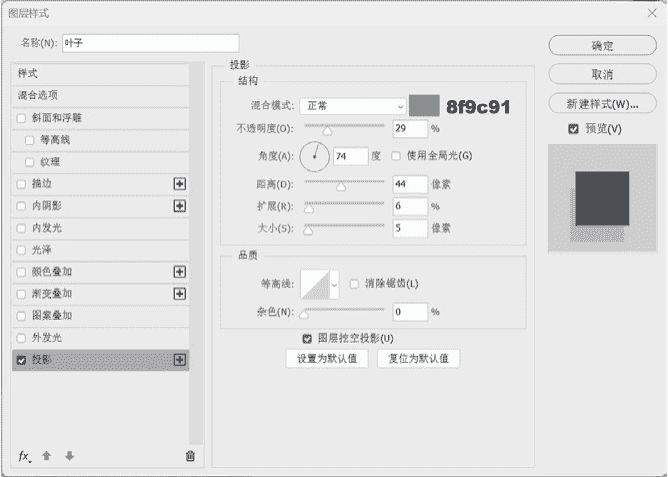 图层样式
名称(N): 叶子
样式
混合选项
斜面和浮雕
等高线
纹理
描边
内阴影
内发光
光泽
颜色叠加
渐变叠加
图案叠加
外发光
投影
fx
投影
结构
混合模式: 正常 8f9c91
不透明度(O): 29 %
角度(A): 74 度 使用全局光(G)
距离(D): 44 像素
扩展(R): 6 %
大小(S): 5 像素
品质
等高线: 消除锯齿(L)
杂色(N): 0 %
图层挖空投影(U)
设置为默认值 复位为默认值
确定
取消
新建样式(W)...
预览(V)